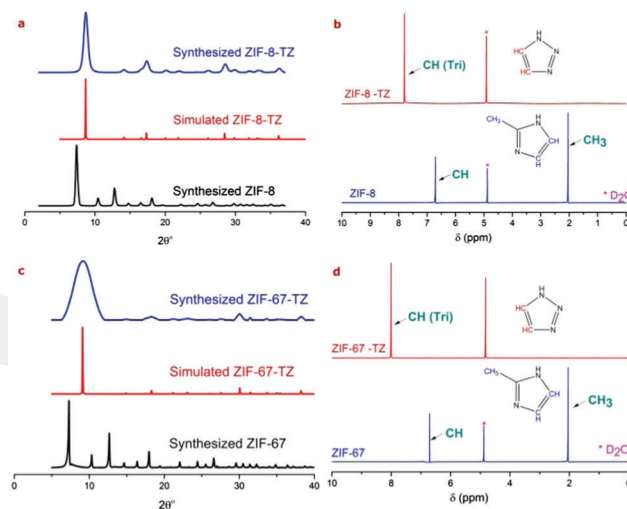 a
Synthesized ZIF-8-TZ
Simulated ZIF-8-TZ
Synthesized ZIF-8
0 10 20 30 40
2θ°
b
CH (Tri)
*
H
N
HC
N
HC
N
ZIF-8 -TZ
CH₃
H
N
CH
N
C
H
CH₃
CH
*
ZIF-8
* D₂O
10 9 8 7 6 5 4 3 2 1 0
δ (ppm)
c
Synthesized ZIF-67-TZ
Simulated ZIF-67-TZ
Synthesized ZIF-67
0 10 20 30 40
2θ°
d
CH (Tri)
H
N
HC
N
HC
N
ZIF-67 -TZ
CH₃
H
N
CH
N
C
H
CH₃
CH
*
ZIF-67
* D₂O
10 8 6 4 2 0
δ (ppm)